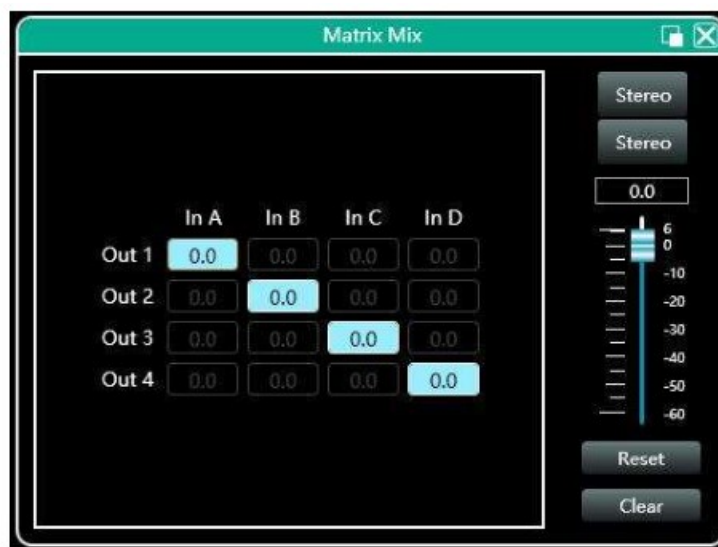 Matrix Mix
Stereo
Stereo
0.0
In A In B In C In D
Out 1 0.0 0.0 0.0 0.0
Out 2 0.0 0.0 0.0 0.0
Out 3 0.0 0.0 0.0 0.0
Out 4 0.0 0.0 0.0 0.0
6
0
-10
-20
-30
-40
-50
-60
Reset
Clear